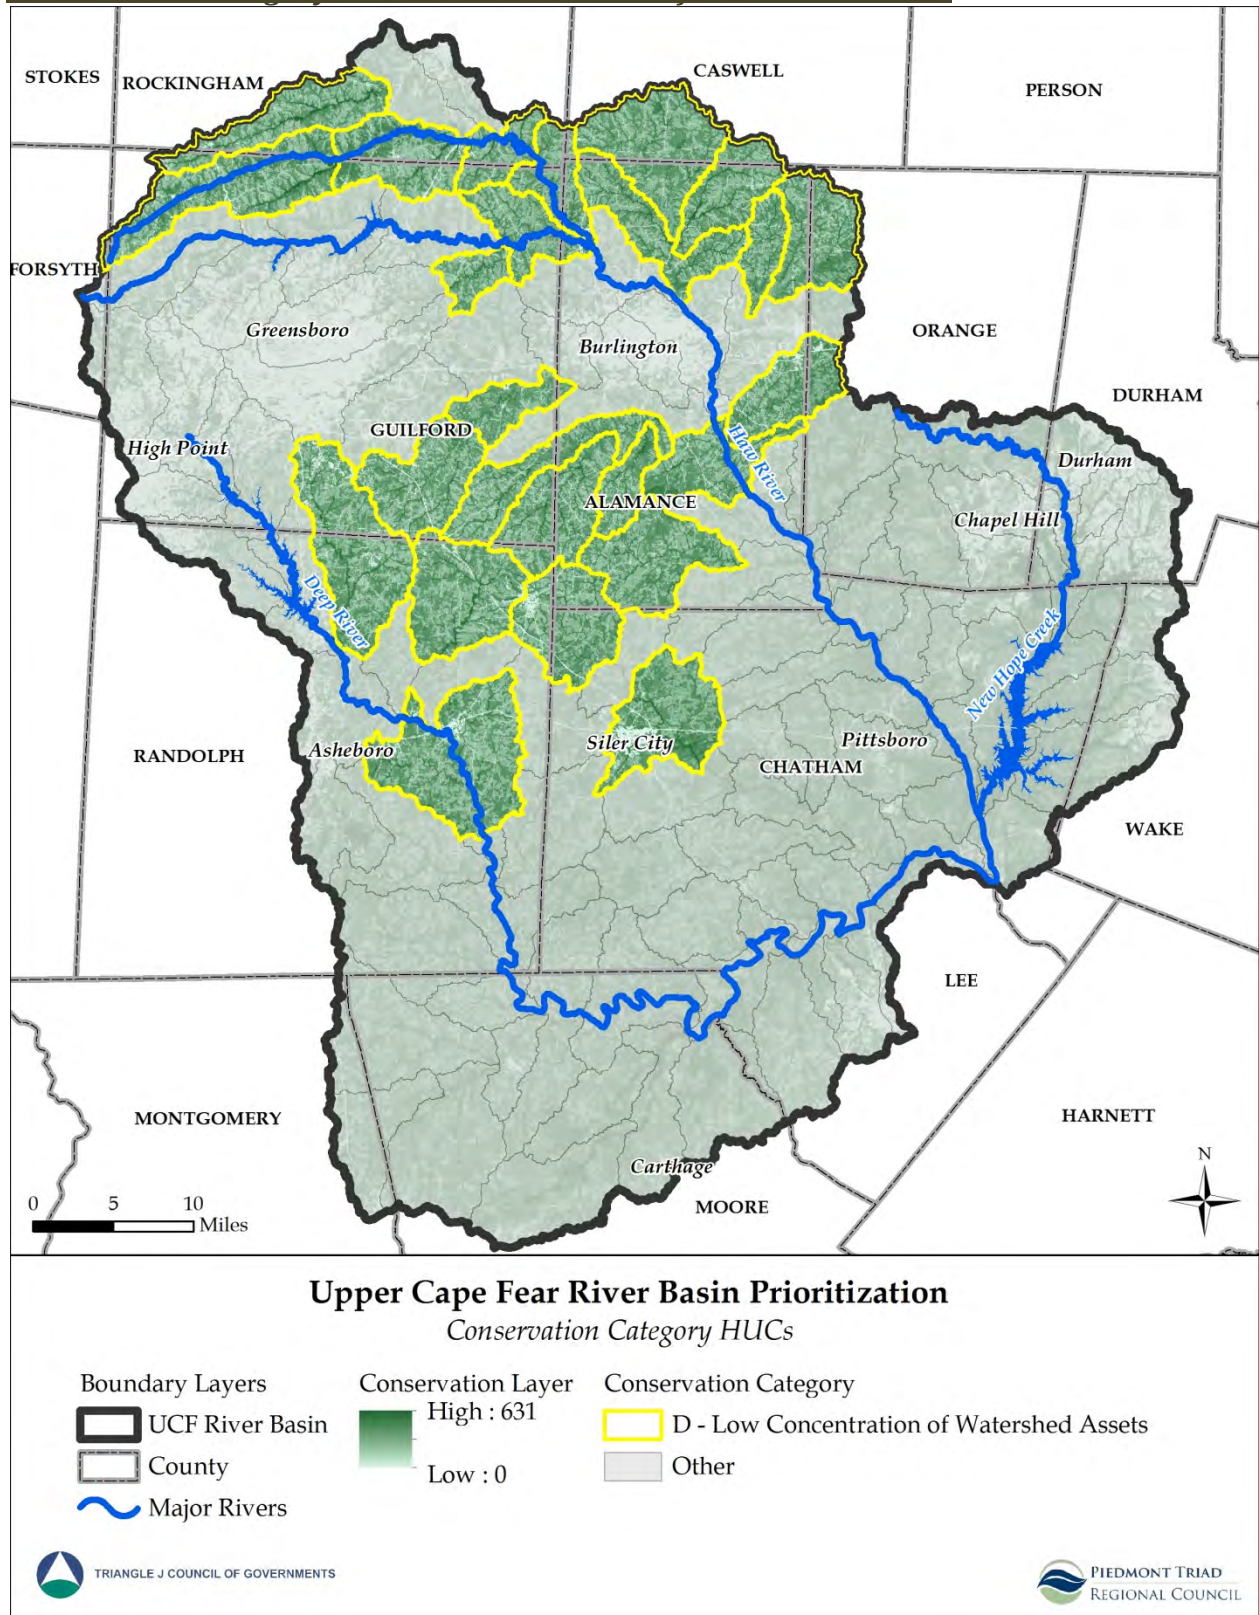 STOKES
ROCKINGHAM
CASWELL
PERSON
FORSYTH
ORANGE
DURHAM
Greensboro
Burlington
GUILFORD
High Point
Haw River
Durham
Chapel Hill
ALAMANCE
Deep River
New Hope Creek
RANDOLPH
Asheboro
Siler City
Pittsboro
CHATHAM
WAKE
LEE
MONTGOMERY
HARNETT
Carthage
MOORE
N
0 5 10
Miles
Upper Cape Fear River Basin Prioritization
Conservation Category HUCs
Boundary Layers
UCF River Basin
County
Major Rivers
Conservation Layer
High : 631
Low : 0
Conservation Category
D - Low Concentration of Watershed Assets
Other
TRIANGLE J COUNCIL OF GOVERNMENTS
PIEDMONT TRIAD
REGIONAL COUNCIL